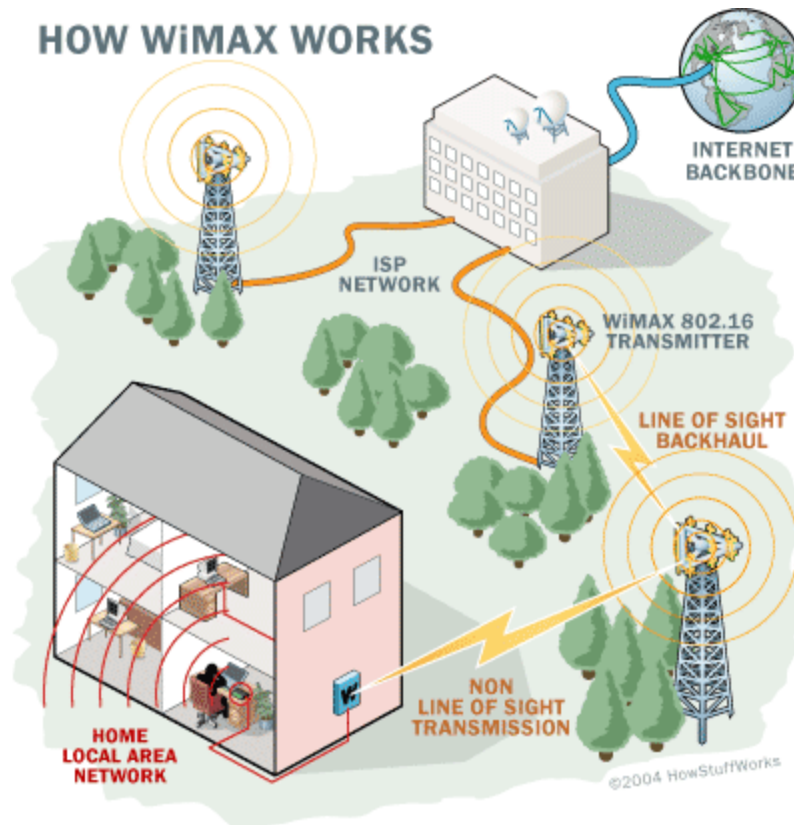 HOW WiMAX WORKS
INTERNET
BACKBONE
ISP
NETWORK
WiMAX 802.16
TRANSMITTER
LINE OF SIGHT
BACKHAUL
NON
LINE OF SIGHT
TRANSMISSION
HOME
LOCAL AREA
NETWORK
©2004 HowStuffWorks